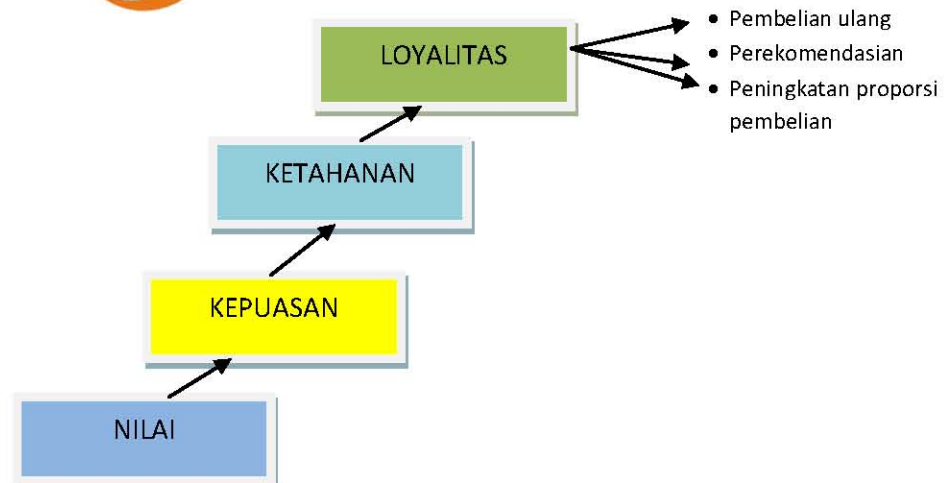 LOYALITAS
• Pembelian ulang
• Perekomendasian
• Peningkatan proporsi
pembelian
KETAHANAN
KEPUASAN
NILAI